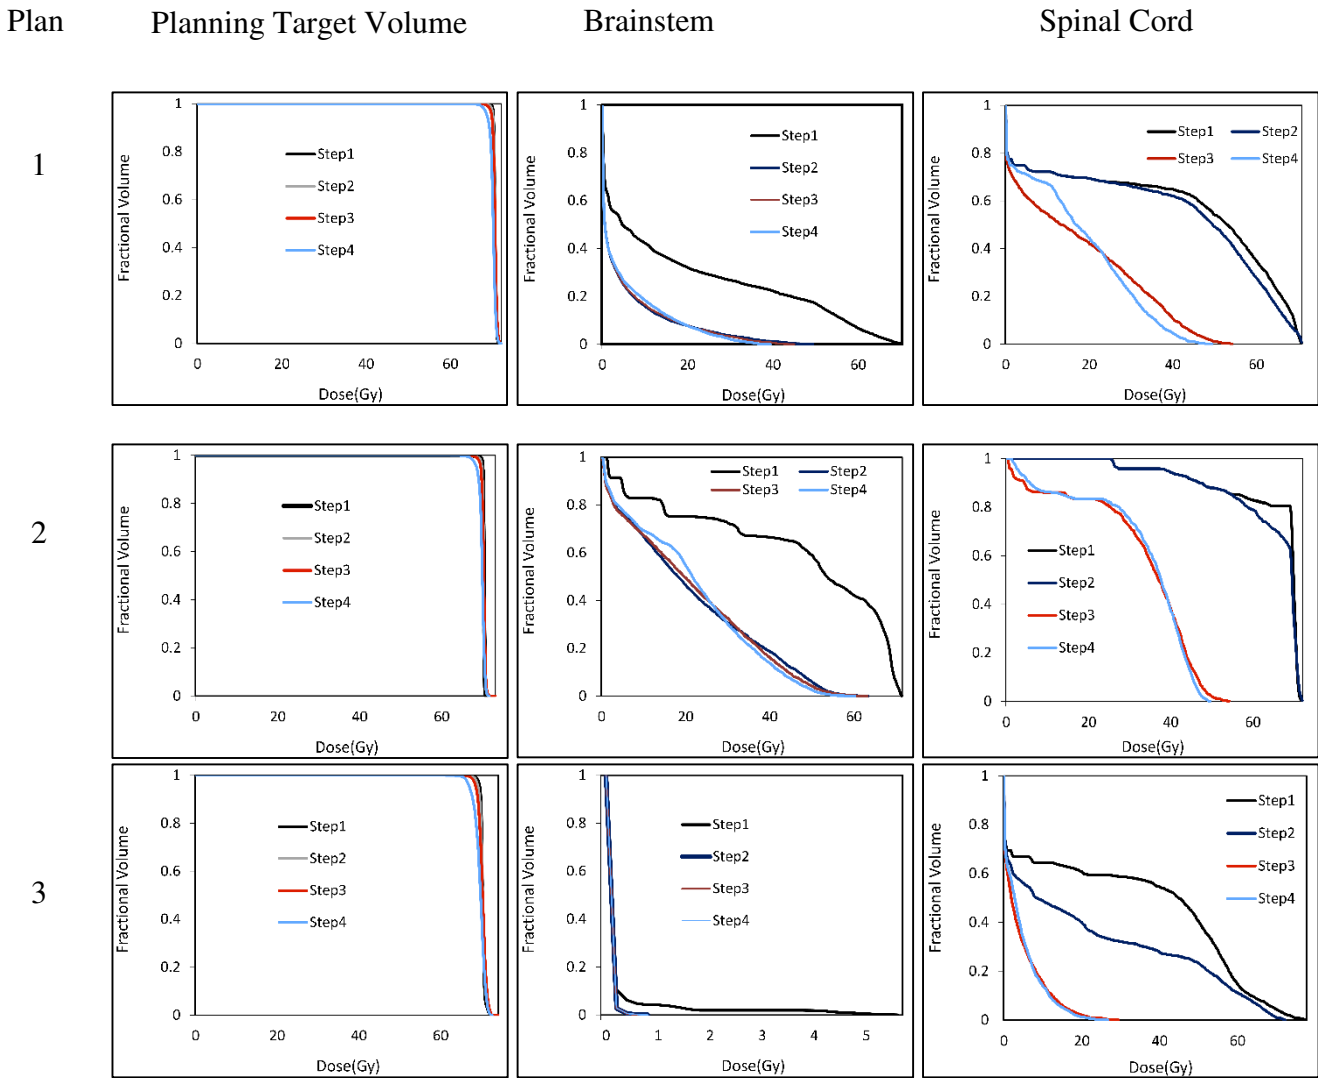 Plan Planning Target Volume Brainstem Spinal Cord
1
Fractional Volume
1
0.8
0.6
0.4
0.2
0
0 20 40 60
Dose(Gy)
Step1
Step2
Step3
Step4
Fractional Volume
1
0.8
0.6
0.4
0.2
0
0 20 40 60
Dose(Gy)
Step1
Step2
Step3
Step4
Fractional Volume
1
0.8
0.6
0.4
0.2
0
0 20 40 60
Dose(Gy)
Step1 Step2
Step3 Step4
2
Fractional Volume
1
0.8
0.6
0.4
0.2
0
0 20 40 60
Dose(Gy)
Step1
Step2
Step3
Step4
Fractional Volume
1
0.8
0.6
0.4
0.2
0
0 20 40 60
Dose(Gy)
Step1 Step2
Step3 Step4
Fractional Volume
1
0.8
0.6
0.4
0.2
0
0 20 40 60
Dose(Gy)
Step1
Step2
Step3
Step4
3
Fractional Volume
1
0.8
0.6
0.4
0.2
0
0 20 40 60
Dose(Gy)
Step1
Step2
Step3
Step4
Fractional Volume
1
0.8
0.6
0.4
0.2
0
0 1 2 3 4 5
Dose(Gy)
Step1
Step2
Step3
Step4
Fractional Volume
1
0.8
0.6
0.4
0.2
0
0 20 40 60
Dose(Gy)
Step1
Step2
Step3
Step4